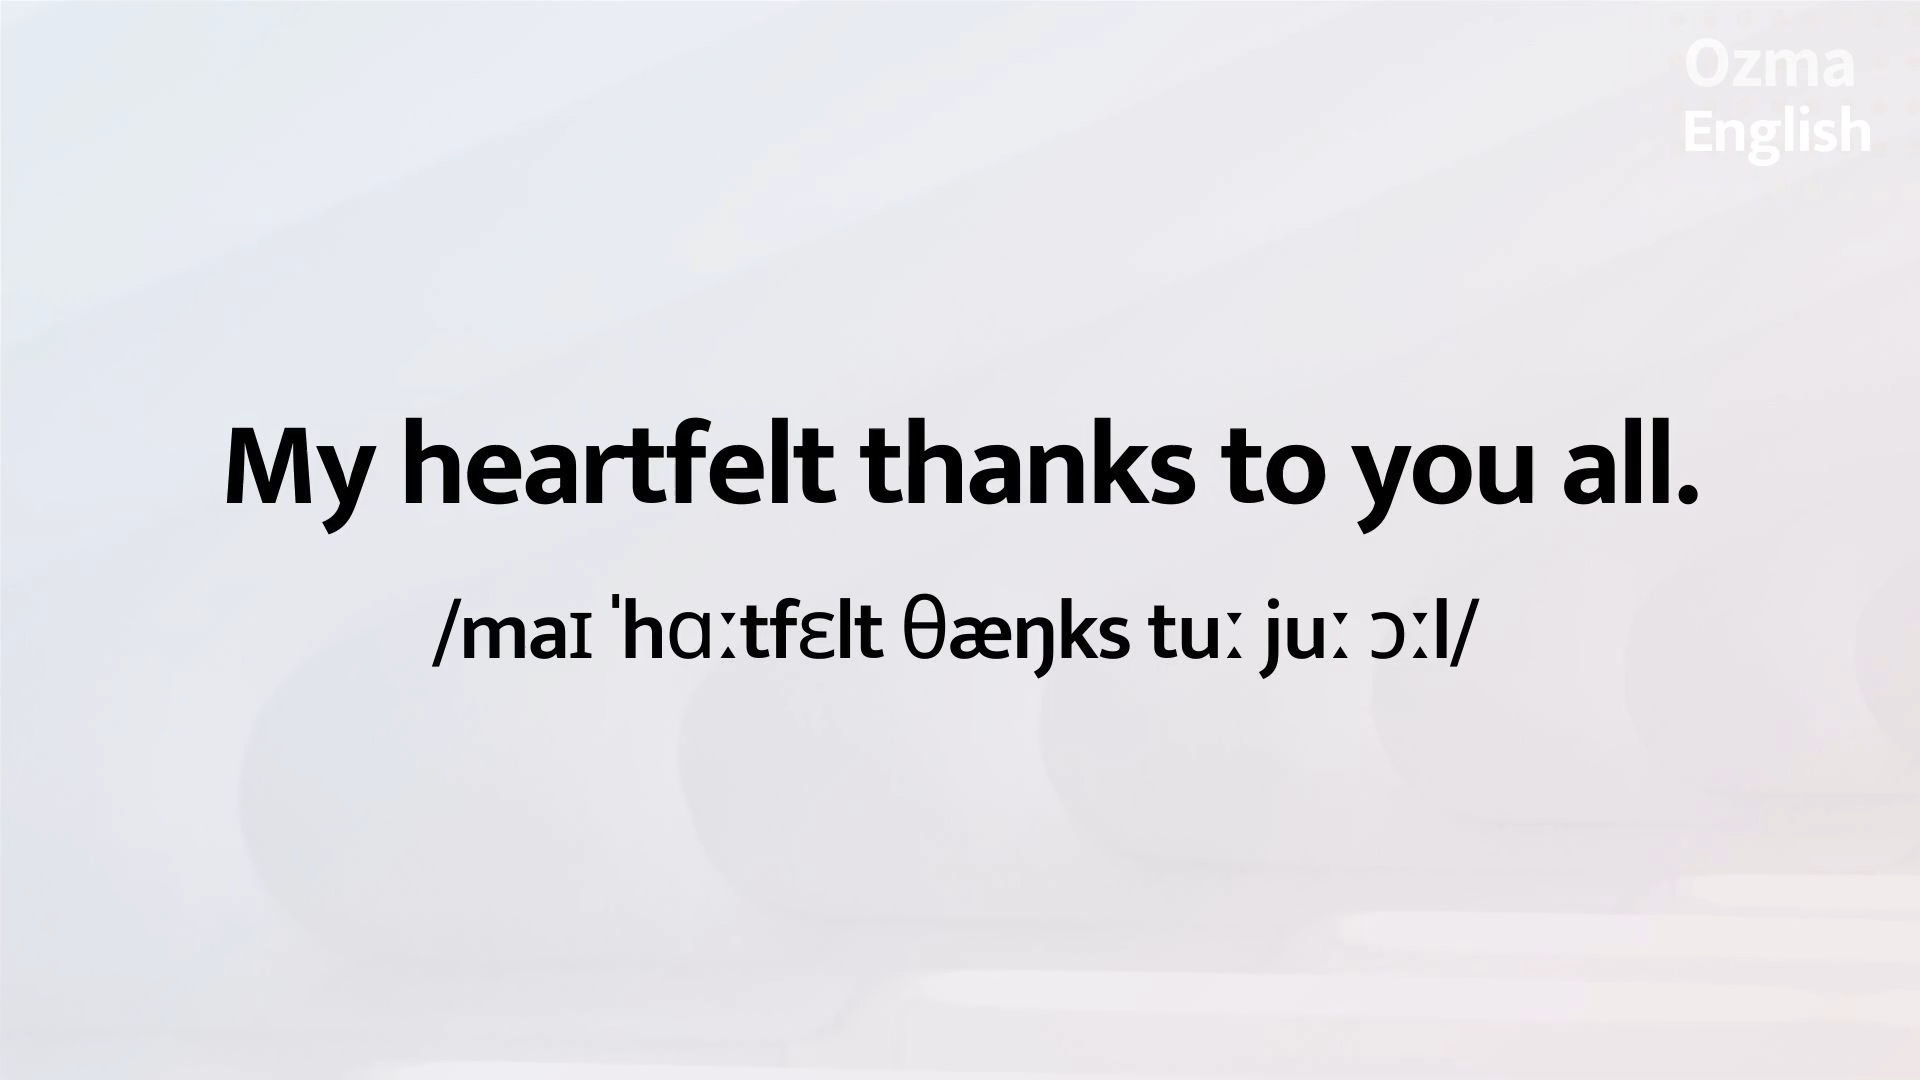 Ozma
English
My heartfelt thanks to you all.
/maɪ ˈhɑːtfɛlt θæŋks tuː juː ɔːl/